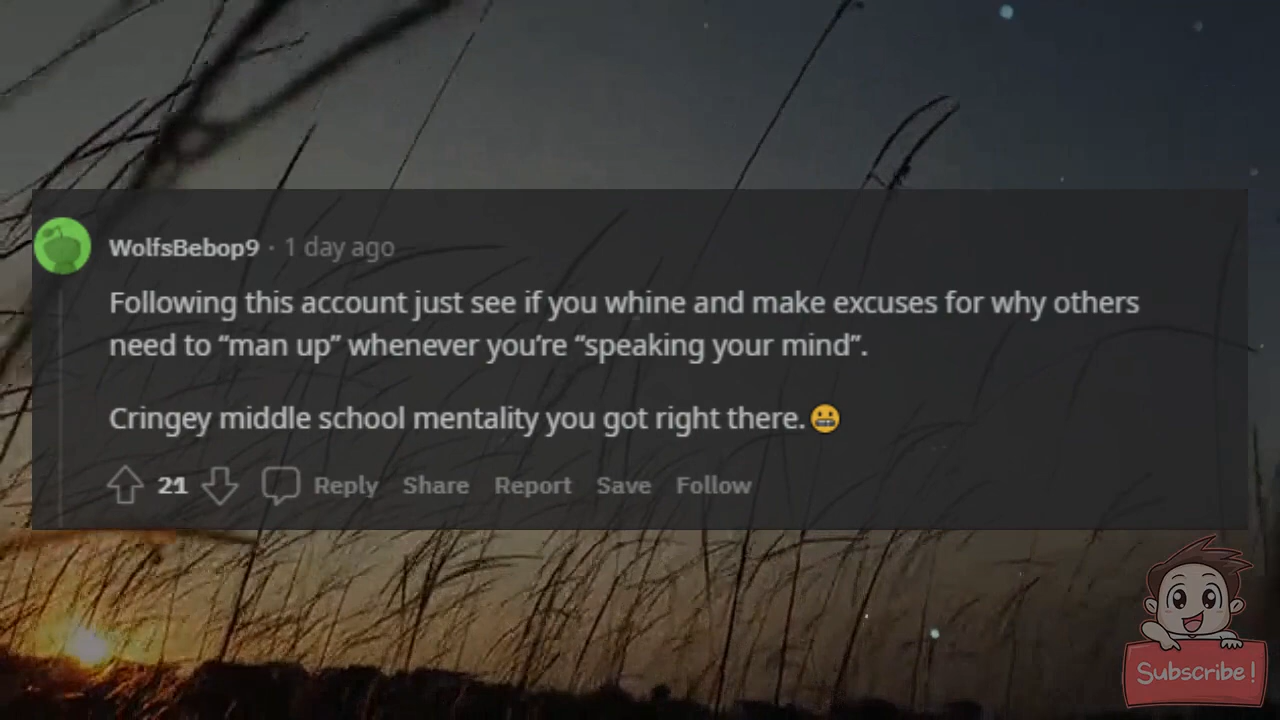 WolfsBebop9 · 1 day ago
Following this account just see if you whine and make excuses for why others
need to “man up” whenever you’re “speaking your mind”.
Cringey middle school mentality you got right there.😬
21 Reply Share Report Save Follow
Subscribe!